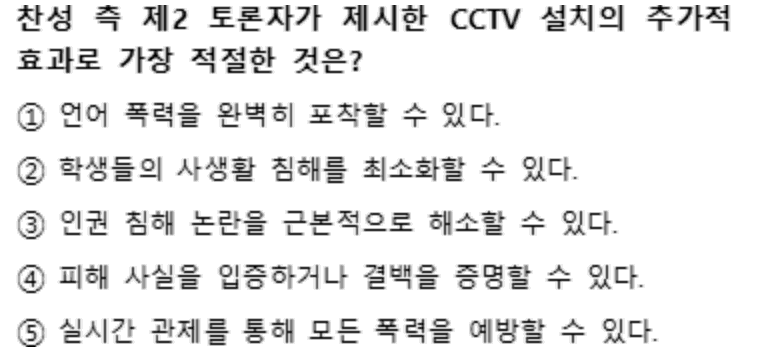 찬성 측 제2 토론자가 제시한 CCTV 설치의 추가적
효과로 가장 적절한 것은?
① 언어 폭력을 완벽히 포착할 수 있다.
② 학생들의 사생활 침해를 최소화할 수 있다.
③ 인권 침해 논란을 근본적으로 해소할 수 있다.
④ 피해 사실을 입증하거나 결백을 증명할 수 있다.
⑤ 실시간 관제를 통해 모든 폭력을 예방할 수 있다.